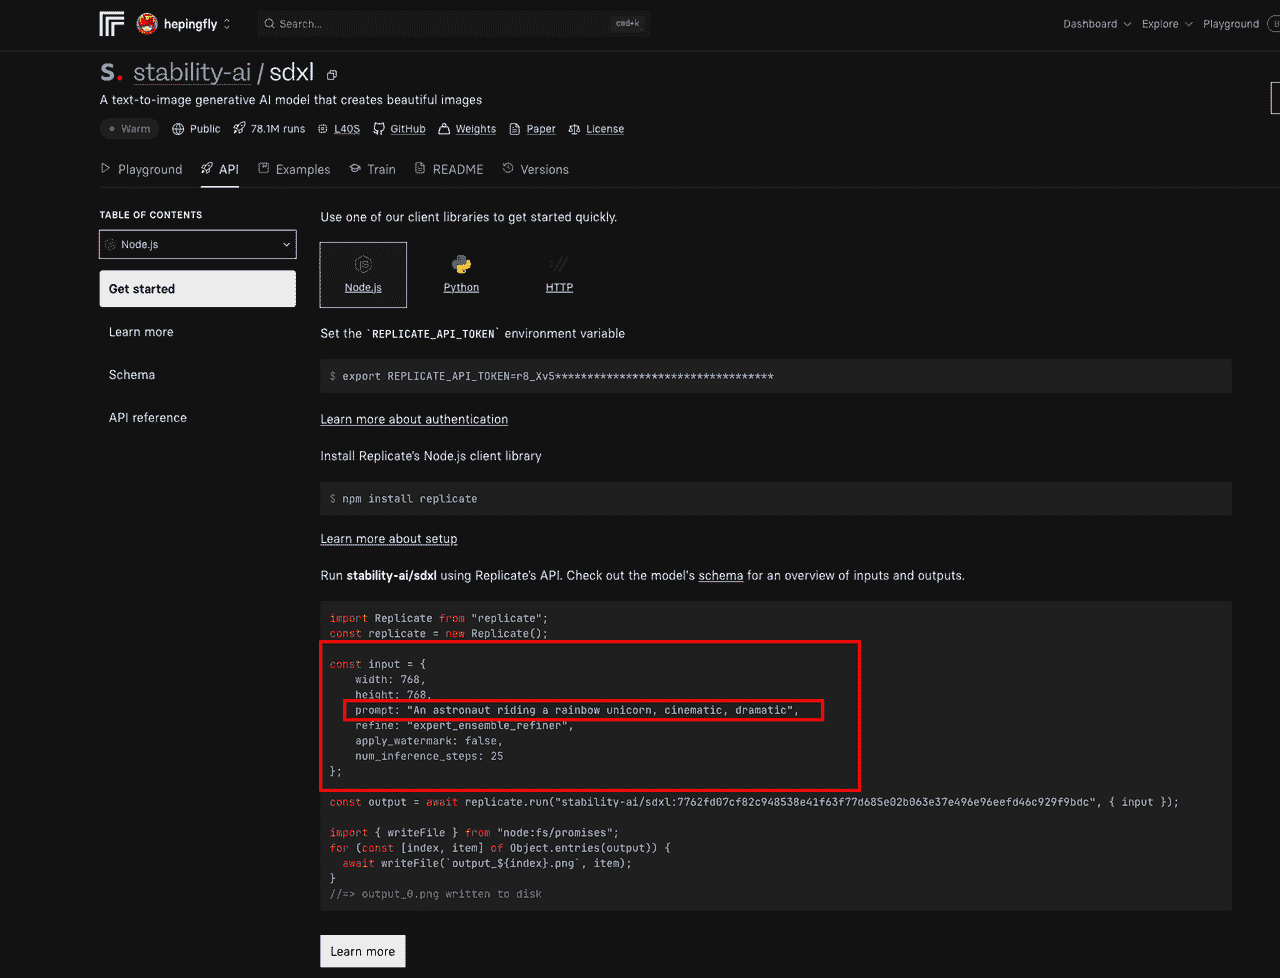 hepingfly
Search...
cmd+k
Dashboard
Explore
Playground
S. stability-ai / sdxl
A text-to-image generative AI model that creates beautiful images
Warm
Public
78.1M runs
L40S
GitHub
Weights
Paper
License
Playground
API
Examples
Train
README
Versions
TABLE OF CONTENTS
Node.js
Get started
Learn more
Schema
API reference
Use one of our client libraries to get started quickly.
Node.js
Python
HTTP
Set the `REPLICATE_API_TOKEN` environment variable
$ export REPLICATE_API_TOKEN=r8_Xv5**********************************
Learn more about authentication
Install Replicate's Node.js client library
$ npm install replicate
Learn more about setup
Run stability-ai/sdxl using Replicate's API. Check out the model's schema for an overview of inputs and outputs.
import Replicate from "replicate";
const replicate = new Replicate();
const input = {
width: 768,
height: 768,
prompt: "An astronaut riding a rainbow unicorn, cinematic, dramatic",
refine: "expert_ensemble_refiner",
apply_watermark: false,
num_inference_steps: 25
};
const output = await replicate.run("stability-ai/sdxl:7762fd07cf82c948538e41f63f77d685e02b063e37e496e96eefd46c929f9bdc", { input });
import { writeFile } from "node:fs/promises";
for (const [index, item] of Object.entries(output)) {
await writeFile(`output_${index}.png`, item);
}
//=> output_0.png written to disk
Learn more